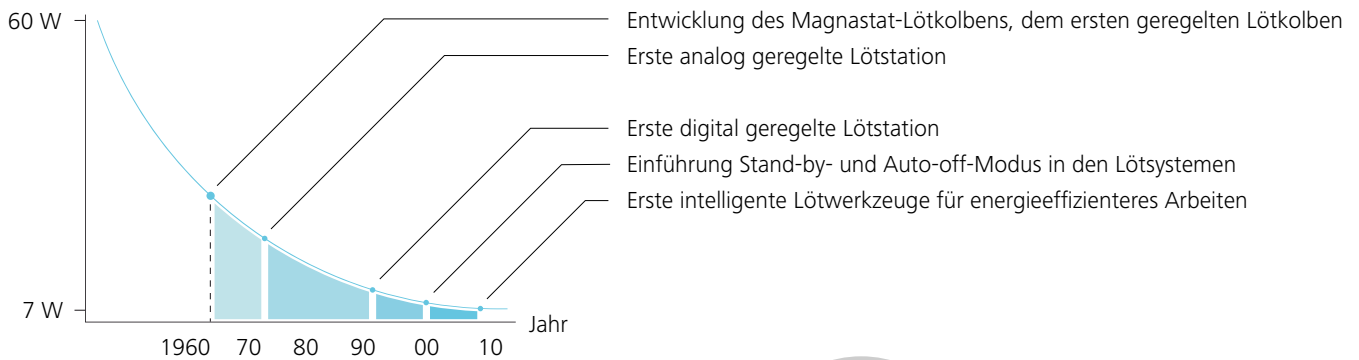 60 W
Entwicklung des Magnastat-Lötkolbens, dem ersten geregelten Lötkolben
Erste analog geregelte Lötstation
Erste digital geregelte Lötstation
Einführung Stand-by- und Auto-off-Modus in den Lötsystemen
Erste intelligente Lötwerkzeuge für energieeffizienteres Arbeiten
7 W
Jahr
1960 70 80 90 00 10